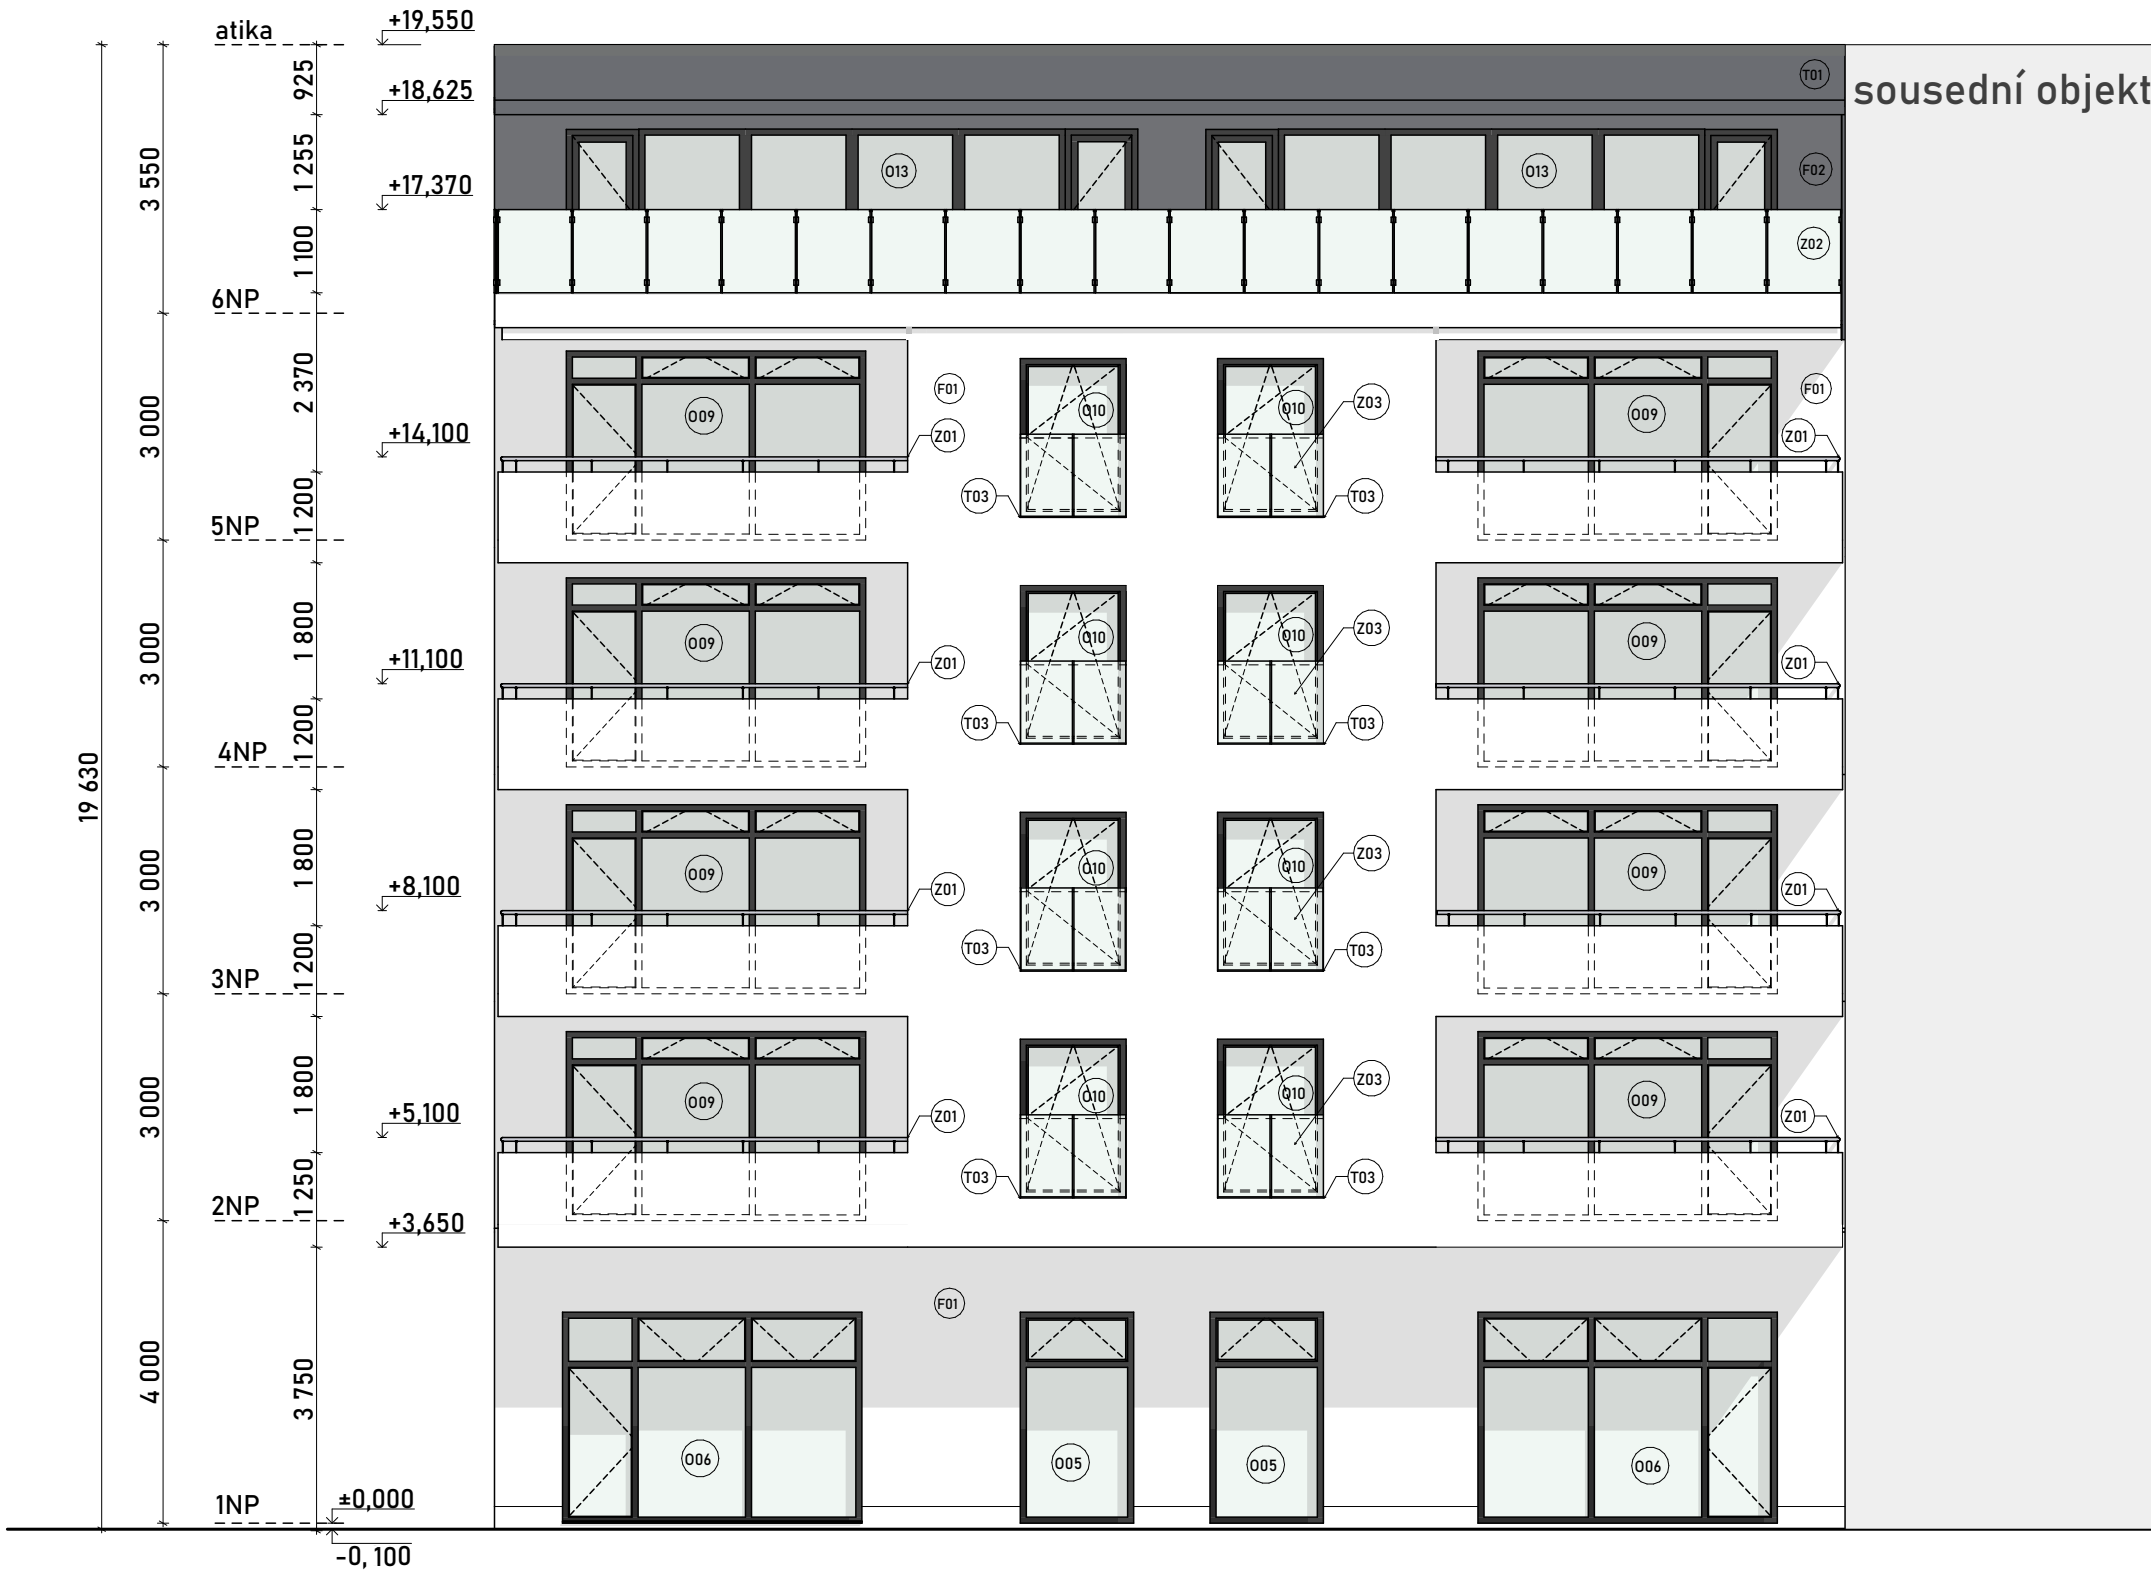 atika
+19,550
925
T01
sousední objekt
+18,625
3 550
1 255
O13
O13
F02
+17,370
1 100
Z02
6NP
2 370
F01
O10
O10
Z03
F01
3 000
O09
O09
+14,100
Z01
Z01
1 200
T03
T03
5NP
1 800
O10
O10
Z03
3 000
O09
O09
+11,100
Z01
Z01
1 200
T03
T03
4NP
19 630
1 800
O10
O10
Z03
3 000
O09
O09
+8,100
Z01
Z01
1 200
T03
T03
3NP
1 800
O10
O10
Z03
3 000
O09
O09
+5,100
Z01
Z01
1 250
T03
T03
2NP
+3,650
F01
4 000
3 750
O06
O05
O05
O06
1NP
±0,000
-0,100